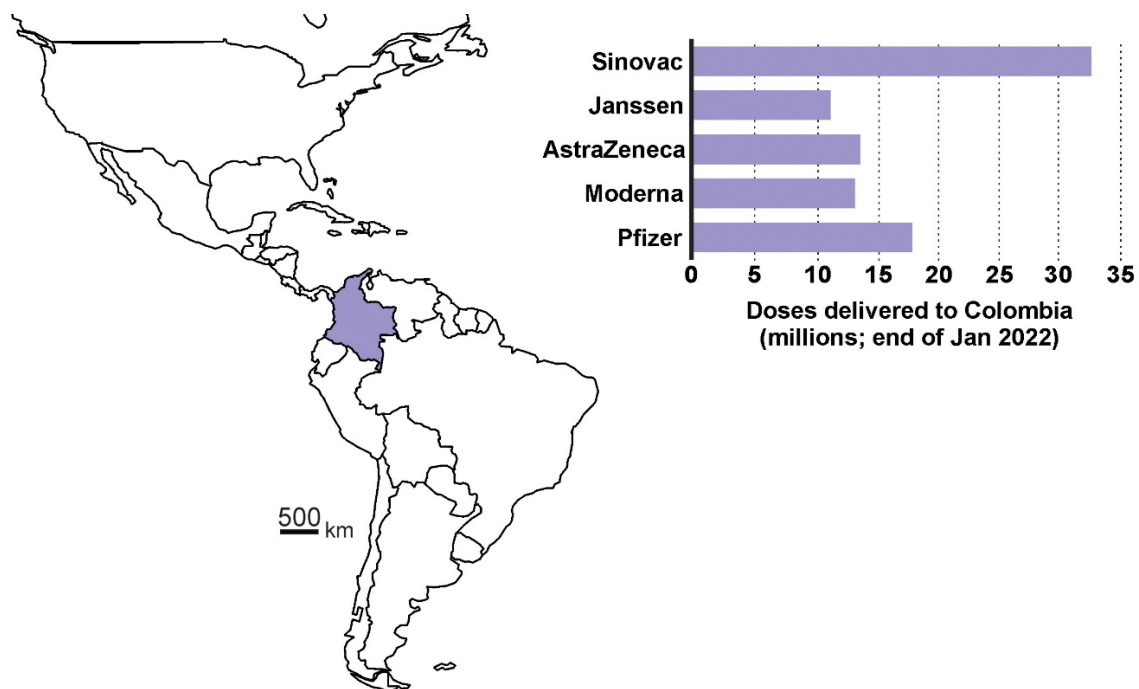 Sinovac
Janssen
AstraZeneca
Moderna
Pfizer
0 5 10 15 20 25 30 35
Doses delivered to Colombia
(millions; end of Jan 2022)
500 km